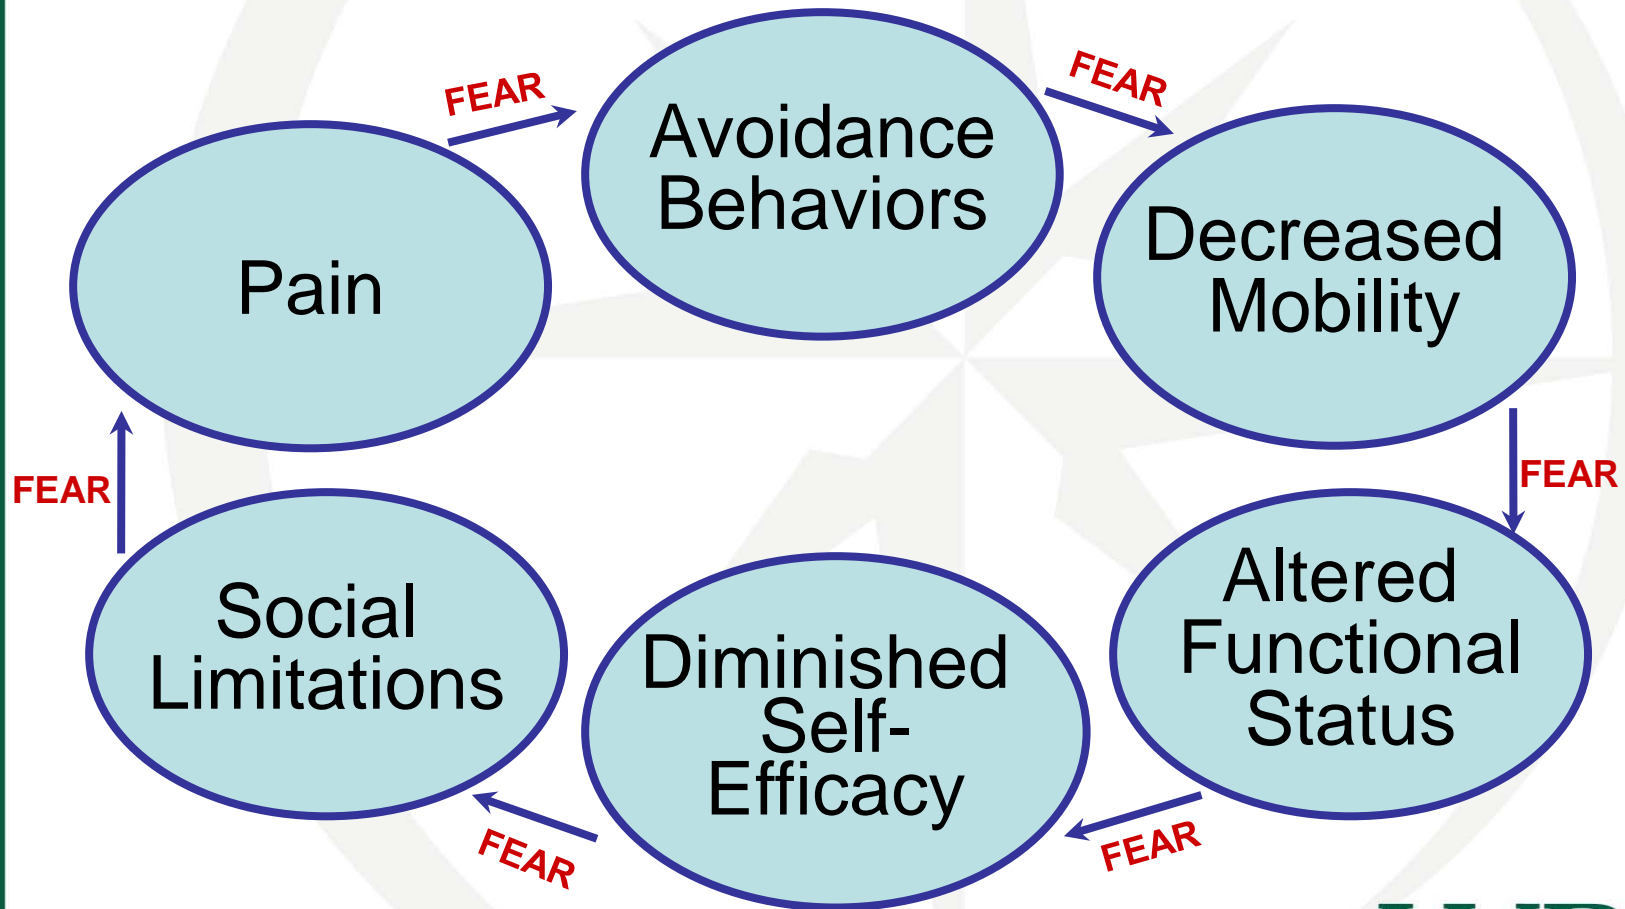 FEAR
Avoidance
Behaviors
FEAR
Pain
Decreased
Mobility
FEAR
FEAR
Social
Limitations
Diminished
Self-
Efficacy
Altered
Functional
Status
FEAR
FEAR